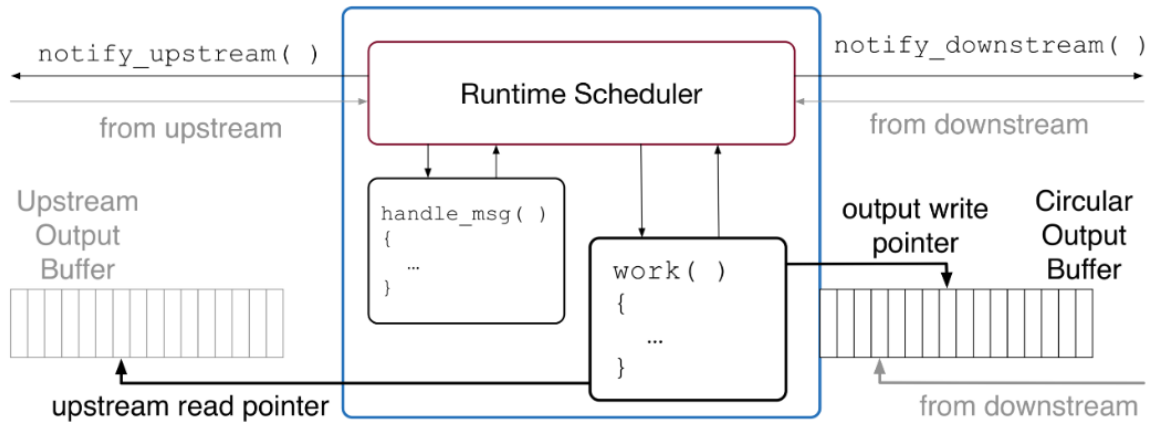 notify_upstream( )
notify_downstream( )
Runtime Scheduler
from upstream
from downstream
Upstream
Output
Buffer
handle_msg( )
{
...
}
work( )
{
...
}
output write
pointer
Circular
Output
Buffer
upstream read pointer
from downstream